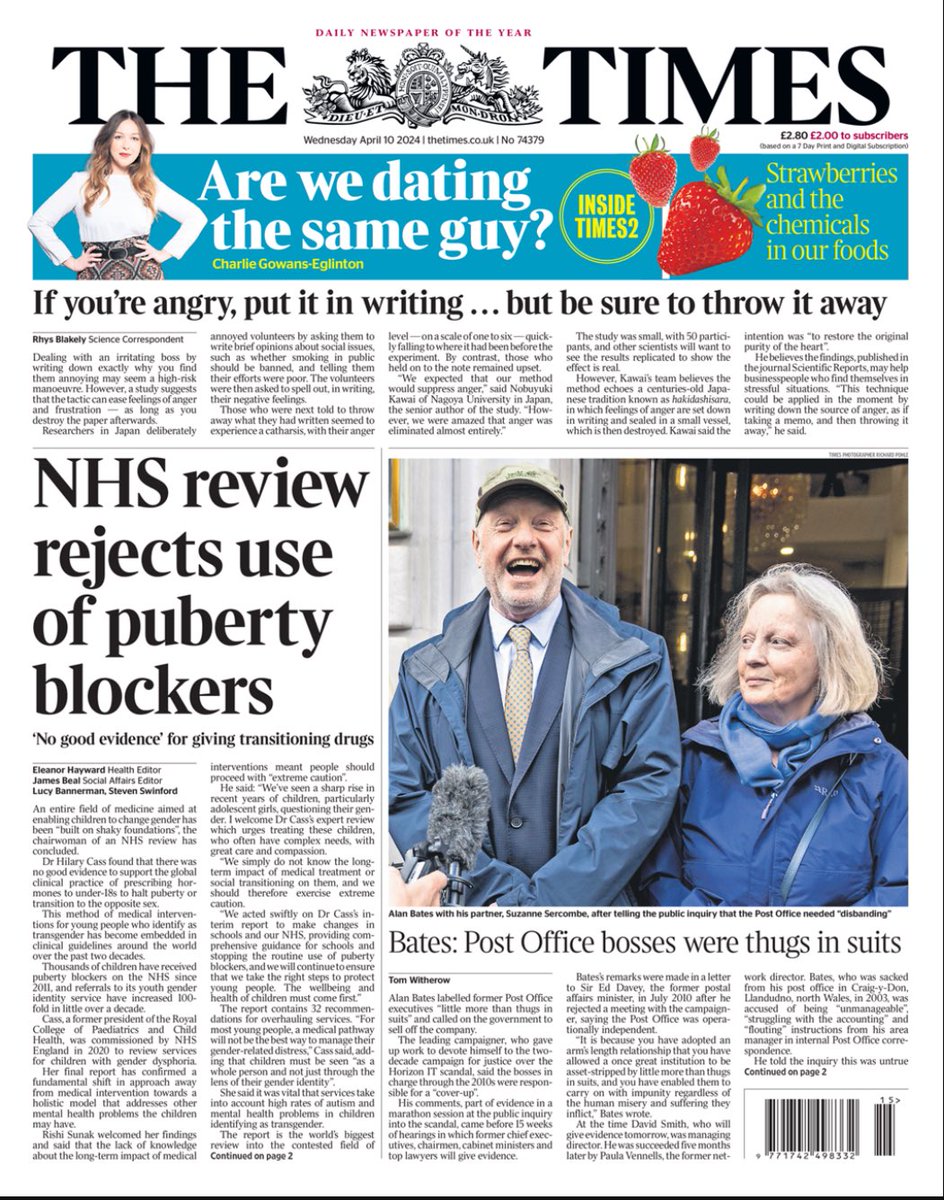 DAILY NEWSPAPER OF THE YEAR
THE TIMES
DIEU·ET MON·DROIT
Wednesday April 10 2024 | thetimes.co.uk | No 74379
£2.80 £2.00 to subscribers
(based on a 7 Day Print and Digital Subscription)
Are we dating
the same guy?
Charlie Gowans-Eglinton
INSIDE
TIMES2
Strawberries
and the
chemicals
in our foods
If you're angry, put it in writing ... but be sure to throw it away
Rhys Blakely Science Correspondent
Dealing with an irritating boss by
writing down exactly why you find
them annoying may seem a high-risk
manoeuvre. However, a study suggests
that the tactic can ease feelings of anger
and frustration — as long as you
destroy the paper afterwards.
Researchers in Japan deliberately
annoyed volunteers by asking them to
write brief opinions about social issues,
such as whether smoking in public
should be banned, and telling them
their efforts were poor. The volunteers
were then asked to spell out, in writing,
their negative feelings.
Those who were next told to throw
away what they had written seemed to
experience a catharsis, with their anger
level — on a scale of one to six — quick-
ly falling to where it had been before the
experiment. By contrast, those who
held on to the note remained upset.
"We expected that our method
would suppress anger," said Nobuyuki
Kawai of Nagoya University in Japan,
the senior author of the study. "How-
ever, we were amazed that anger was
eliminated almost entirely."
The study was small, with 50 partici-
pants, and other scientists will want to
see the results replicated to show the
effect is real.
However, Kawai's team believes the
method echoes a centuries-old Japa-
nese tradition known as hakidashisara,
in which feelings of anger are set down
in writing and sealed in a small vessel,
which is then destroyed. Kawai said the
intention was "to restore the original
purity of the heart".
He believes the findings, published in
the journal Scientific Reports, may help
businesspeople who find themselves in
stressful situations. "This technique
could be applied in the moment by
writing down the source of anger, as if
taking a memo, and then throwing it
away," he said.
NHS review
rejects use
of puberty
blockers
'No good evidence' for giving transitioning drugs
Eleanor Hayward Health Editor
James Beal Social Affairs Editor
Lucy Bannerman, Steven Swinford
An entire field of medicine aimed at
enabling children to change gender has
been "built on shaky foundations", the
chairwoman of an NHS review has
concluded.
Dr Hilary Cass found that there was
no good evidence to support the global
clinical practice of prescribing hor-
mones to under-18s to halt puberty or
transition to the opposite sex.
This method of medical interven-
tions for young people who identify as
transgender has become embedded in
clinical guidelines around the world
over the past two decades.
Thousands of children have received
puberty blockers on the NHS since
2011, and referrals to its youth gender
identity service have increased 100-
fold in little over a decade.
Cass, a former president of the Royal
College of Paediatrics and Child
Health, was commissioned by NHS
England in 2020 to review services
for children with gender dysphoria.
Her final report has confirmed a
fundamental shift in approach away
from medical intervention towards a
holistic model that addresses other
mental health problems the children
may have.
Rishi Sunak welcomed her findings
and said that the lack of knowledge
about the long-term impact of medical
interventions meant people should
proceed with "extreme caution".
He said: "We've seen a sharp rise in
recent years of children, particularly
adolescent girls, questioning their gen-
der. I welcome Dr Cass's expert review
which urges treating these children,
who often have complex needs, with
great care and compassion.
"We simply do not know the long-
term impact of medical treatment or
social transitioning on them, and we
should therefore exercise extreme
caution.
"We acted swiftly on Dr Cass's in-
terim report to make changes in
schools and our NHS, providing com-
prehensive guidance for schools and
stopping the routine use of puberty
blockers, and we will continue to ensure
that we take the right steps to protect
young people. The wellbeing and
health of children must come first."
The report contains 32 recommen-
dations for overhauling services. "For
most young people, a medical pathway
will not be the best way to manage their
gender-related distress," Cass said, add-
ing that children must be seen "as a
whole person and not just through the
lens of their gender identity".
She said it was vital that services take
into account high rates of autism and
mental health problems in children
identifying as transgender.
The report is the world's biggest
review into the contested field of
Continued on page 2
TIMES PHOTOGRAPHER RICHARD POHLE
Alan Bates with his partner, Suzanne Sercombe, after telling the public inquiry that the Post Office needed "disbanding"
Bates: Post Office bosses were thugs in suits
Tom Witherow
Alan Bates labelled former Post Office
executives "little more than thugs in
suits" and called on the government to
sell off the company.
The leading campaigner, who gave
up work to devote himself to the two-
decade campaign for justice over the
Horizon IT scandal, said the bosses in
charge through the 2010s were respon-
sible for a "cover-up".
His comments, part of evidence in a
marathon session at the public inquiry
into the scandal, came before 15 weeks
of hearings in which former chief exec-
utives, chairmen, cabinet ministers and
top lawyers will give evidence.
Bates's remarks were made in a letter
to Sir Ed Davey, the former postal
affairs minister, in July 2010 after he
rejected a meeting with the campaign-
er, saying the Post Office was opera-
tionally independent.
"It is because you have adopted an
arm's length relationship that you have
allowed a once great institution to be
asset-stripped by little more than thugs
in suits, and you have enabled them to
carry on with impunity regardless of
the human misery and suffering they
inflict," Bates wrote.
At the time David Smith, who will
give evidence tomorrow, was managing
director. He was succeeded five months
later by Paula Vennells, the former net-
work director. Bates, who was sacked
from his post office in Craig-y-Don,
Llandudno, north Wales, in 2003, was
accused of being "unmanageable",
"struggling with the accounting" and
"flouting" instructions from his area
manager in internal Post Office corre-
spondence.
He told the inquiry this was untrue
Continued on page 2
15>
9 771742 498332